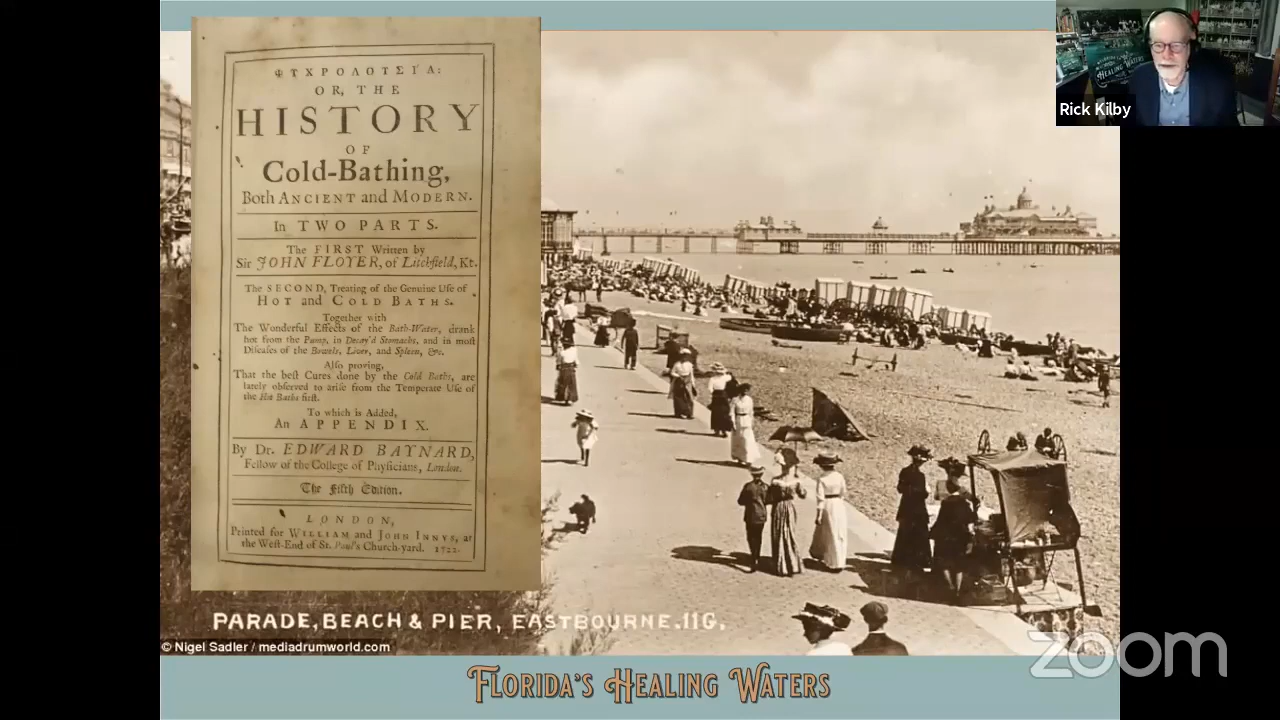 ΨΥΧΡΟΛΟΥΣΙΑ:
OR, THE
HISTORY
OF
Cold-Bathing,
Both ANCIENT and MODERN.
In TWO PARTS.
The FIRST Written by
Sir JOHN FLOYER, of Litchfield, Kt.
The SECOND, Treating of the Genuine Use of
HOT and COLD BATHS.
Together with
The Wonderful Effects of the Bath-Water, drank
hot from the Pump, in Decay'd Stomachs, and in most
Diseases of the Bowels, Liver, and Spleen, &c.
Also proving,
That the best Cures done by the Cold Baths, are
lately observed to arise from the Temperate Use of
the Hot Baths first.
To which is Added,
An APPENDIX.
By Dr. EDWARD BAYNARD,
Fellow of the College of Physicians, London.
The Fifth Edition.
LONDON,
Printed for WILLIAM and JOHN INNYS, at
the West-End of St. Paul's Church-yard. 1722.
PARADE, BEACH & PIER, EASTBOURNE.11G.
© Nigel Sadler / mediadrumworld.com
FLORIDA'S HEALING WATERS
HEALING WATERS
Rick Kilby
zoom